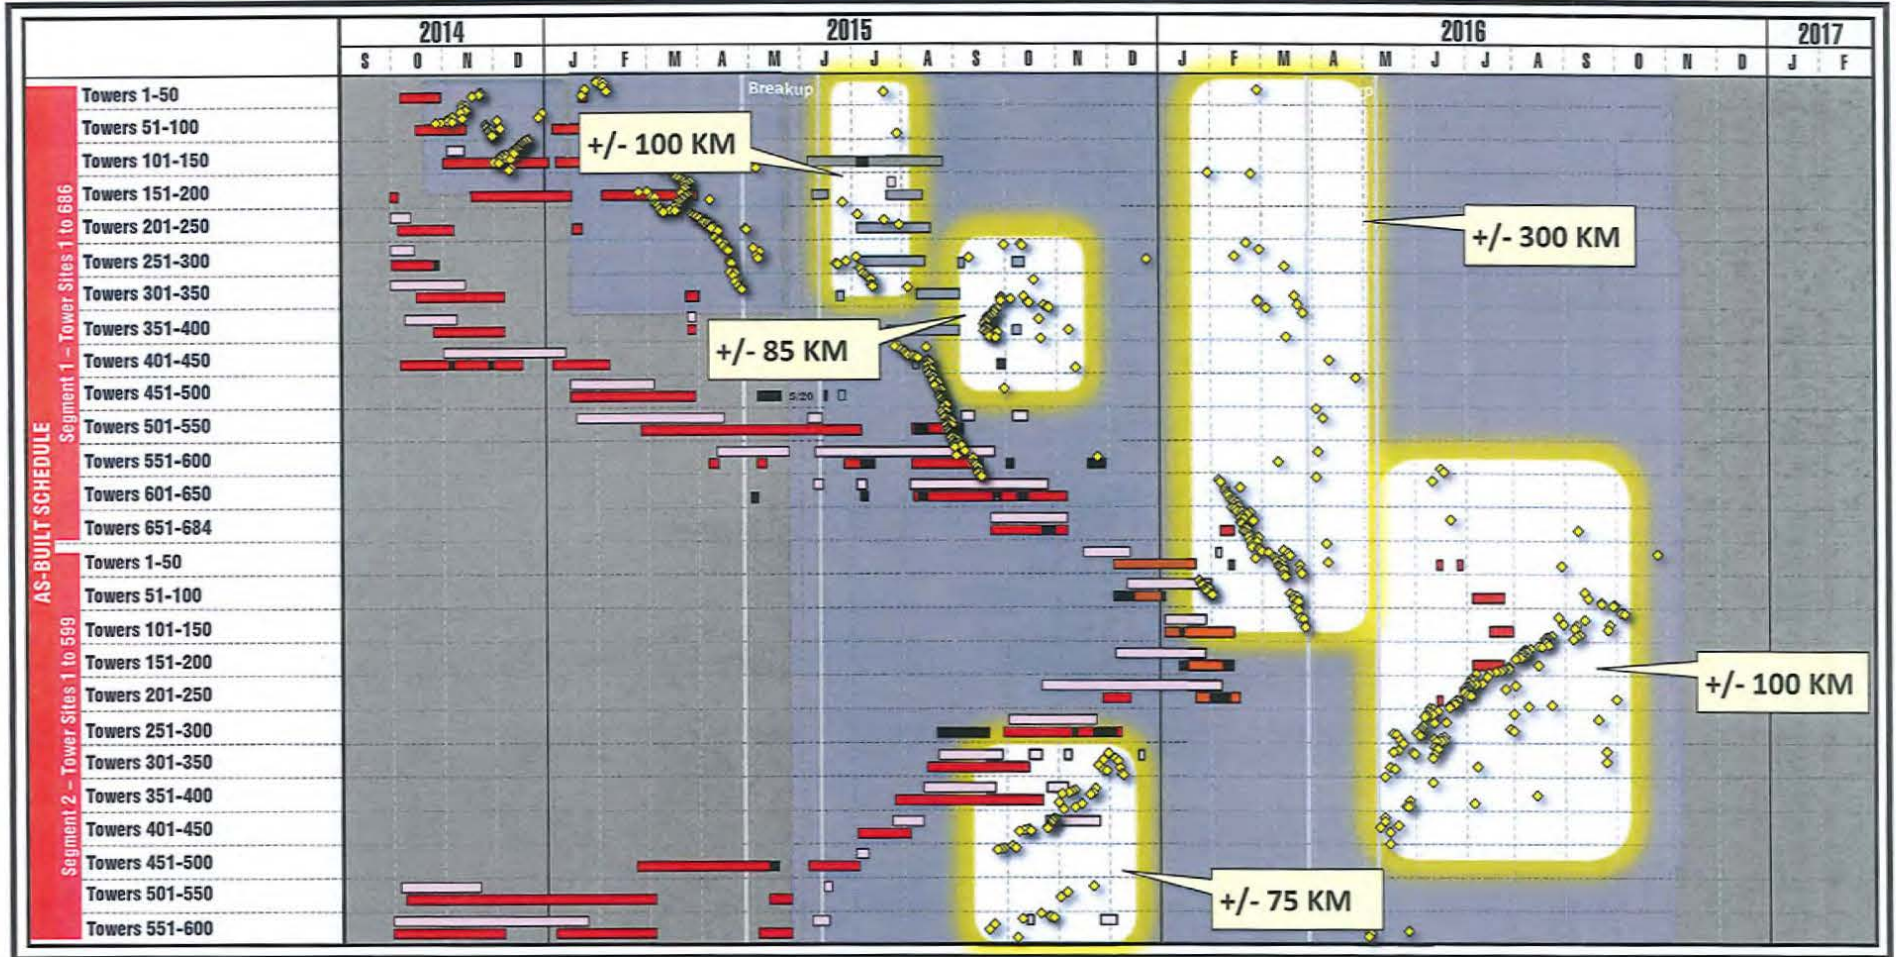 2014 2015 2016 2017
S O N D J F M A M J J A S O N D J F M A M J J A S O N D J F
AS-BUILT SCHEDULE
Segment 1 – Tower Sites 1 to 686
Towers 1-50
Breakup
Towers 51-100
+/- 100 KM
Towers 101-150
Towers 151-200
Towers 201-250
+/- 300 KM
Towers 251-300
Towers 301-350
Towers 351-400
+/- 85 KM
Towers 401-450
Towers 451-500
5/20
Towers 501-550
Towers 551-600
Towers 601-650
Towers 651-684
Segment 2 – Tower Sites 1 to 599
Towers 1-50
Towers 51-100
Towers 101-150
Towers 151-200
+/- 100 KM
Towers 201-250
Towers 251-300
Towers 301-350
Towers 351-400
Towers 401-450
Towers 451-500
Towers 501-550
+/- 75 KM
Towers 551-600